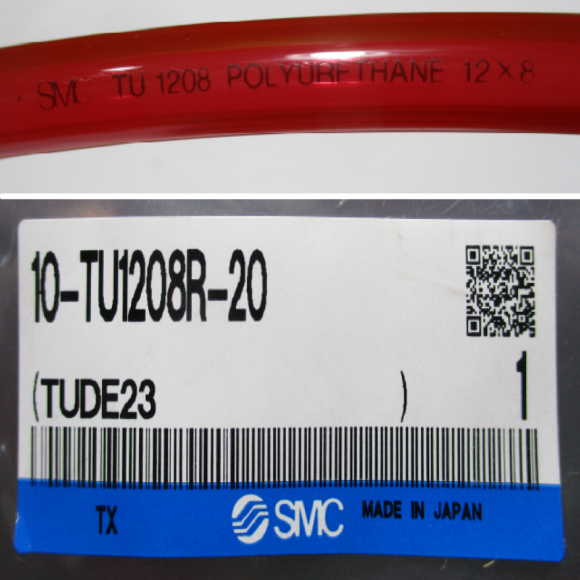 SMC TU 1208 POLYURETHANE 12×8
10-TU1208R-20
(TUDE23 ) 1
TX SMC MADE IN JAPAN